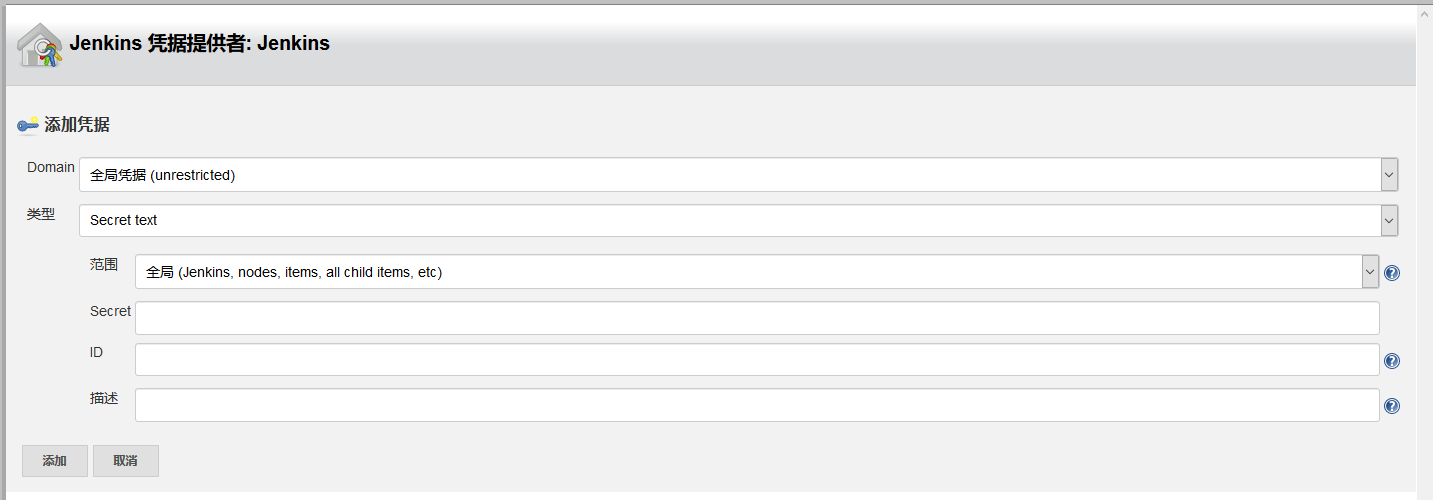 Jenkins 凭据提供者: Jenkins
添加凭据
Domain 全局凭据 (unrestricted)
类型 Secret text
范围 全局 (Jenkins, nodes, items, all child items, etc)
Secret
ID
描述
添加 取消